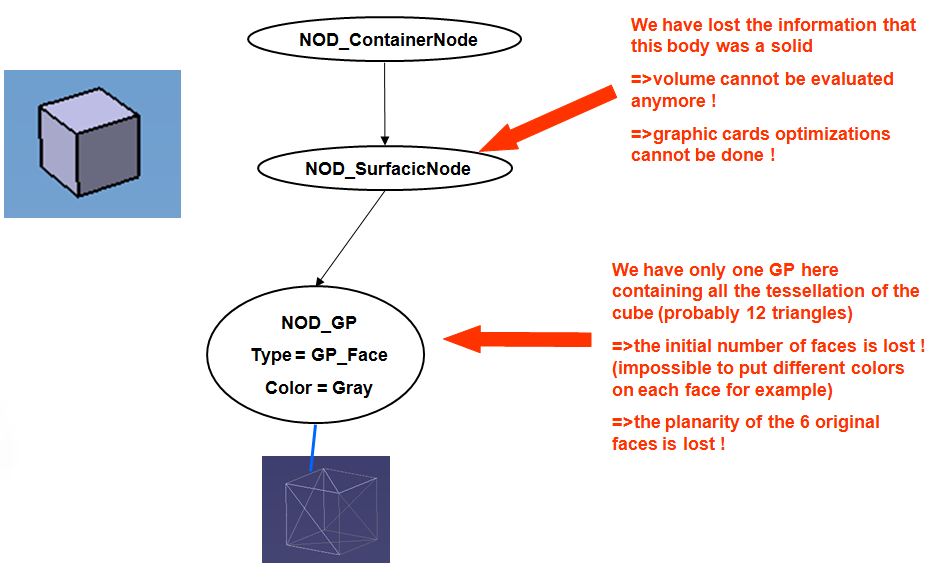 NOD_ContainerNode
We have lost the information that
this body was a solid
=>volume cannot be evaluated
anymore !
=>graphic cards optimizations
cannot be done !
NOD_SurfacicNode
We have only one GP here
containing all the tessellation of the
cube (probably 12 triangles)
=>the initial number of faces is lost !
(impossible to put different colors
on each face for example)
=>the planarity of the 6 original
faces is lost !
NOD_GP
Type = GP_Face
Color = Gray